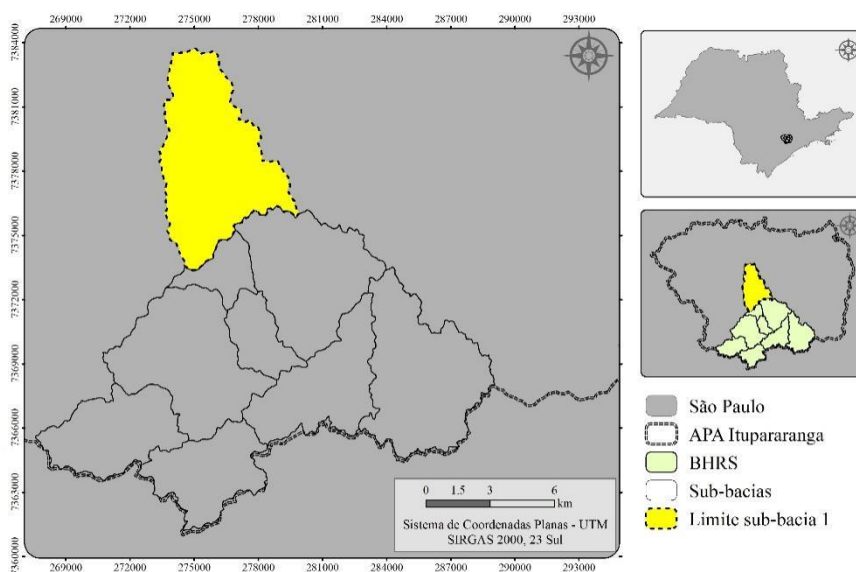 269000 272000 275000 278000 281000 284000 287000 290000 293000
7384000
7381000
7378000
7375000
7372000
7369000
7366000
7363000
7360000
0 1.5 3 6
km
Sistema de Coordenadas Planas - UTM
SIRGAS 2000, 23 Sul
269000 272000 275000 278000 281000 284000 287000 290000 293000
São Paulo
APA Itupararanga
BHRS
Sub-bacias
Limite sub-bacia 1